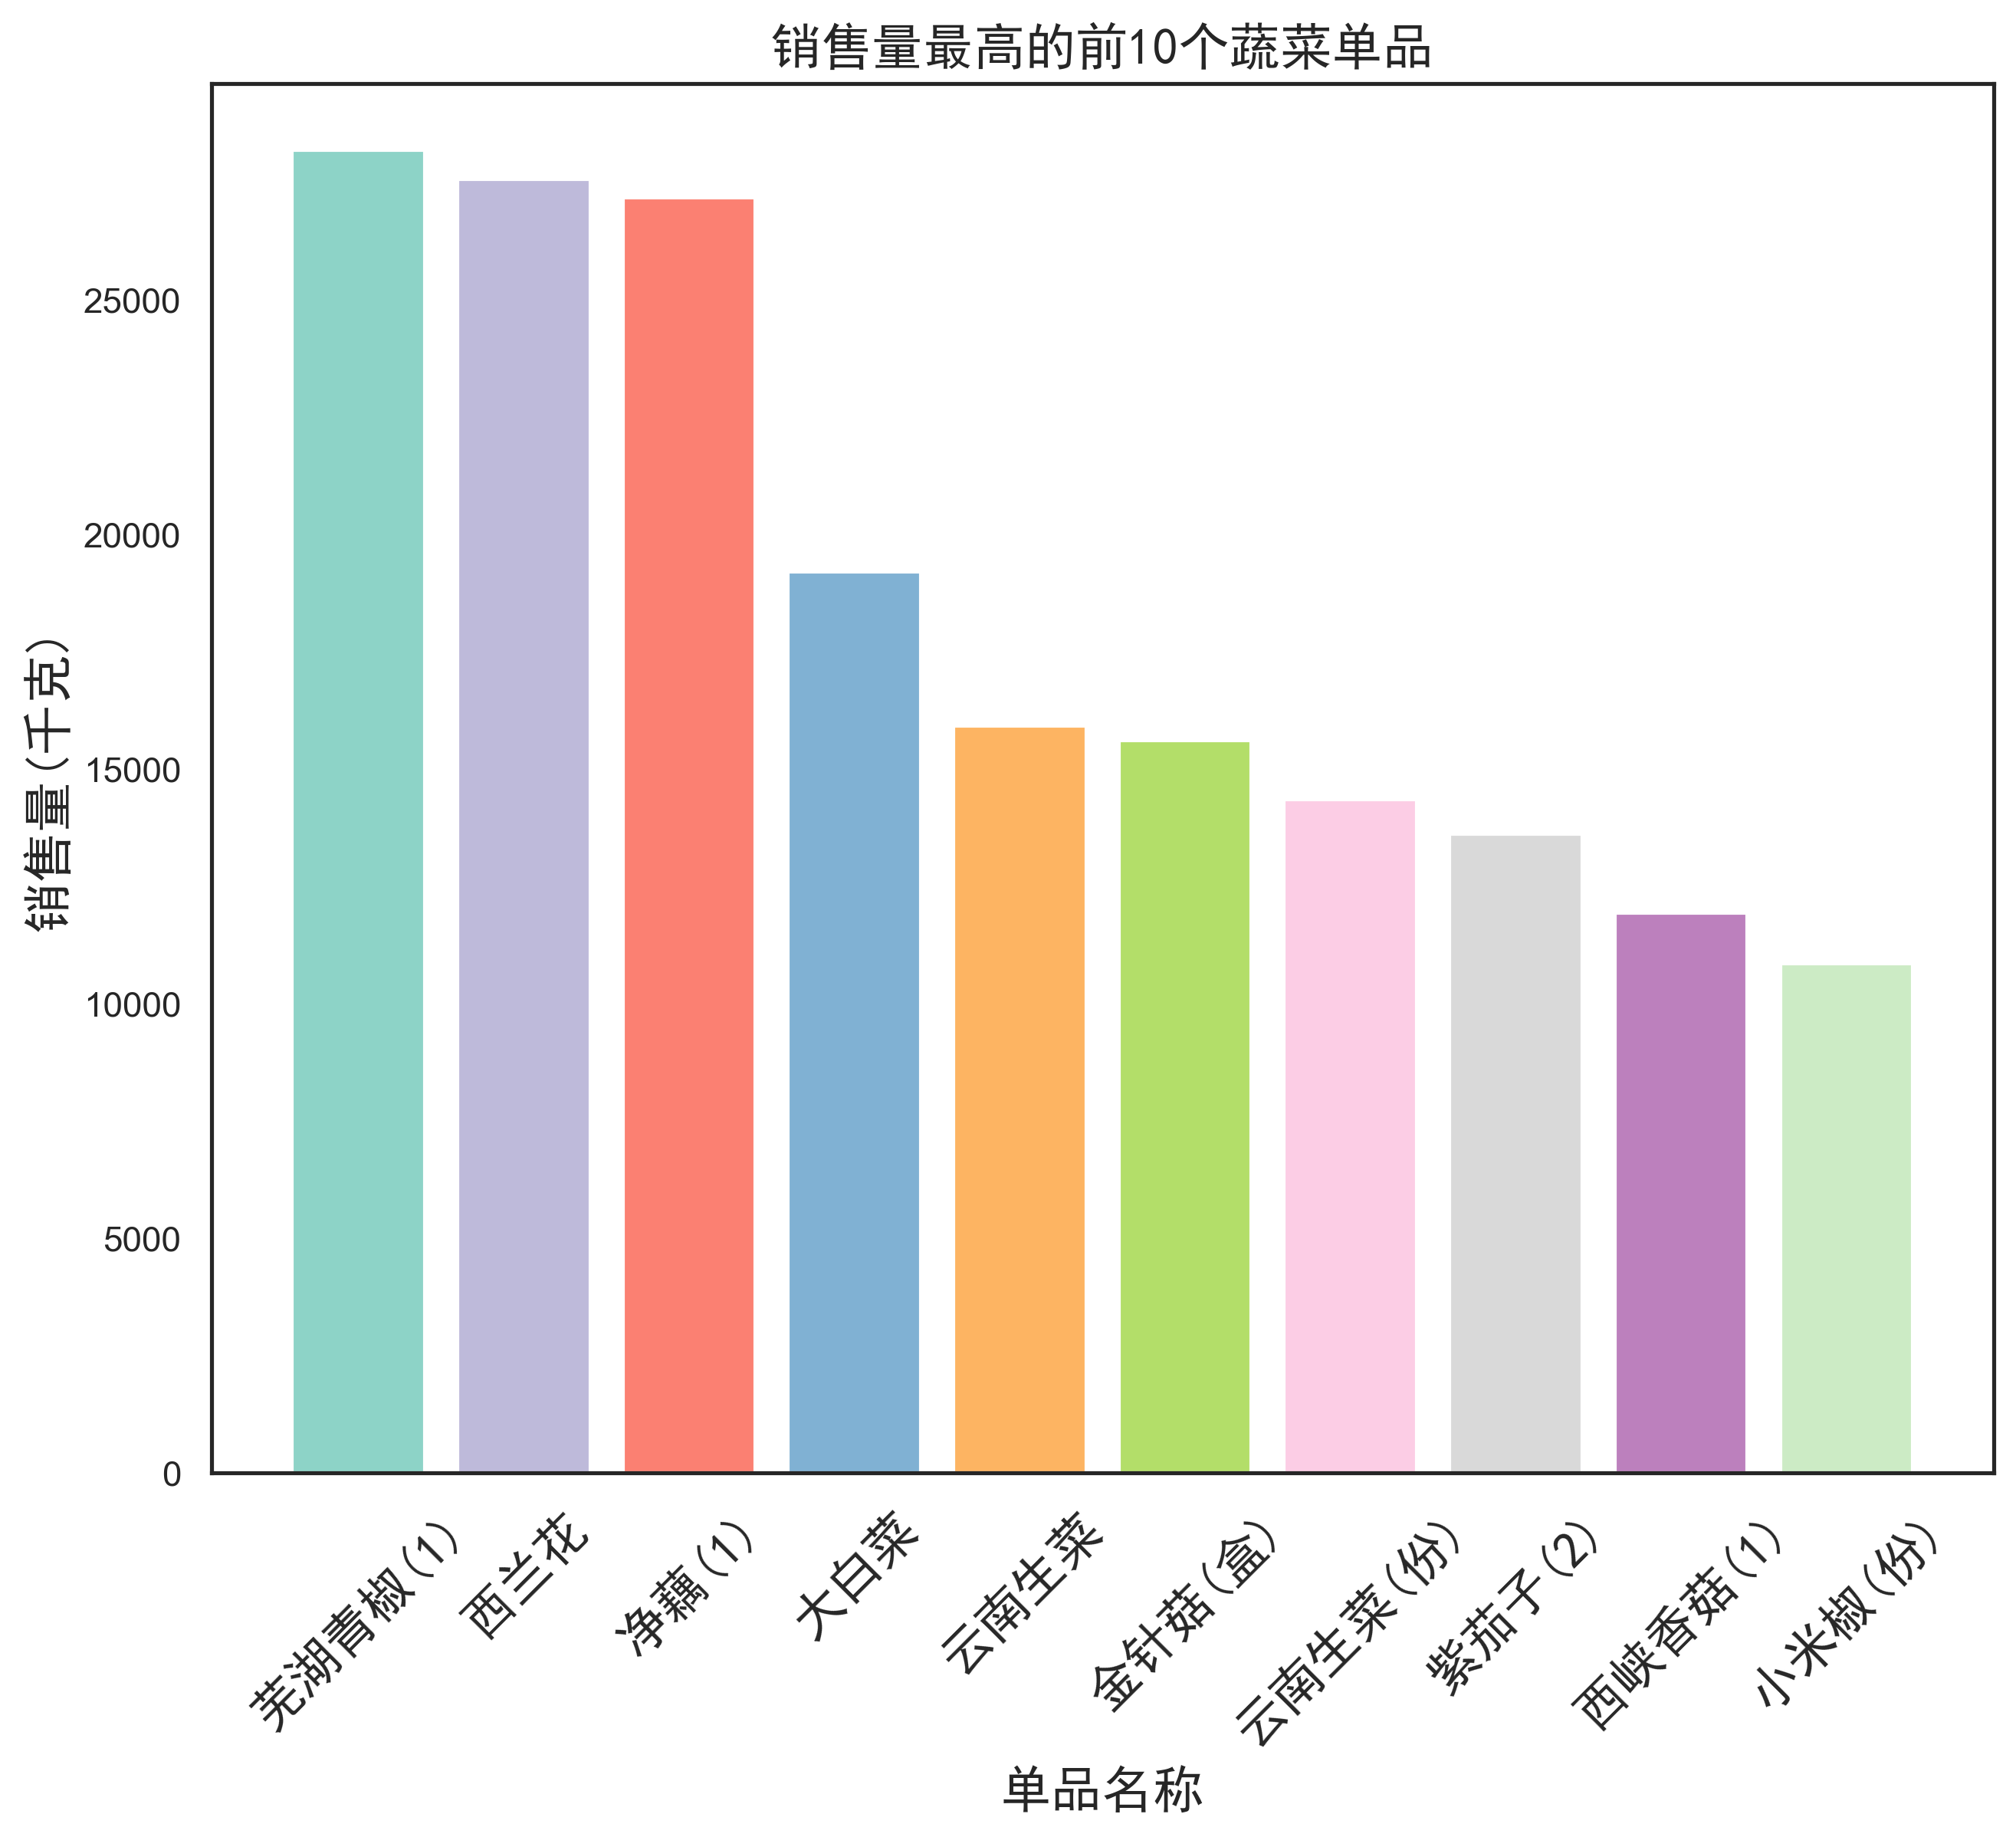 销售量最高的前10个蔬菜单品
销售量(千克)
25000
20000
15000
10000
5000
0
芜湖青椒(1)
西兰花
净藕(1)
大白菜
云南生菜
金针菇(盒)
云南生菜(份)
紫茄子(2)
西峡香菇(1)
小米椒(份)
单品名称